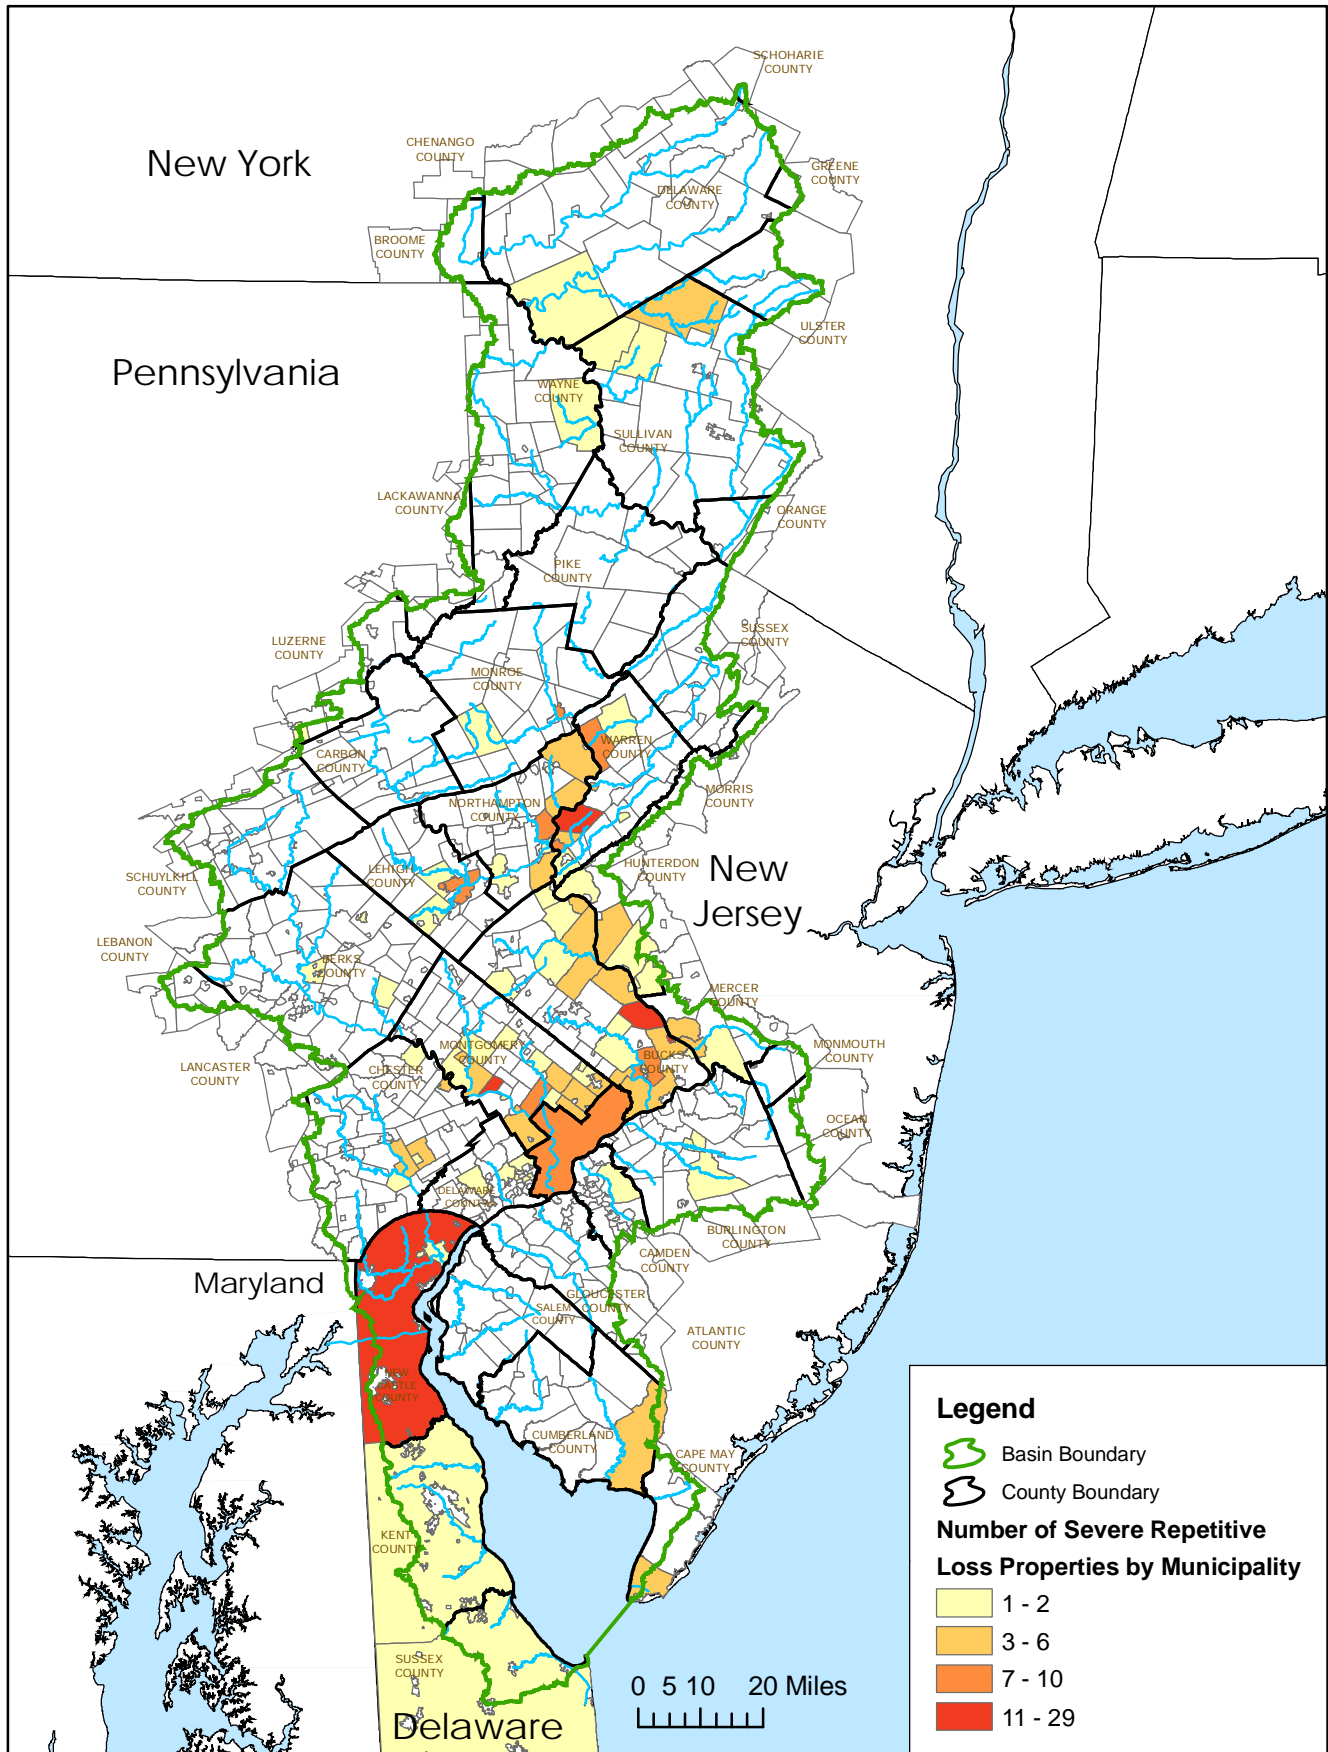 SCHOHARIE
COUNTY
New York
CHENANGO
COUNTY
GREENE
COUNTY
DELAWARE
COUNTY
BROOME
COUNTY
ULSTER
COUNTY
Pennsylvania
WAYNE
COUNTY
SULLIVAN
COUNTY
LACKAWANNA
COUNTY
ORANGE
COUNTY
PIKE
COUNTY
LUZERNE
COUNTY
SUSSEX
COUNTY
MONROE
COUNTY
WARREN
COUNTY
CARBON
COUNTY
MORRIS
COUNTY
NORTHAMPTON
COUNTY
HUNTERDON
COUNTY
New
Jersey
SCHUYLKILL
COUNTY
LEHIGH
COUNTY
LEBANON
COUNTY
BERKS
COUNTY
MERCER
COUNTY
LANCASTER
COUNTY
MONTGOMERY
COUNTY
CHESTER
COUNTY
BUCKS
COUNTY
MONMOUTH
COUNTY
OCEAN
COUNTY
DELAWARE
COUNTY
BURLINGTON
COUNTY
CAMDEN
COUNTY
Maryland
GLOUCESTER
COUNTY
SALEM
COUNTY
ATLANTIC
COUNTY
NEW
CASTLE
COUNTY
CUMBERLAND
COUNTY
CAPE MAY
COUNTY
KENT
COUNTY
SUSSEX
COUNTY
Delaware
0 5 10 20 Miles
Legend
Basin Boundary
County Boundary
Number of Severe Repetitive
Loss Properties by Municipality
1 - 2
3 - 6
7 - 10
11 - 29